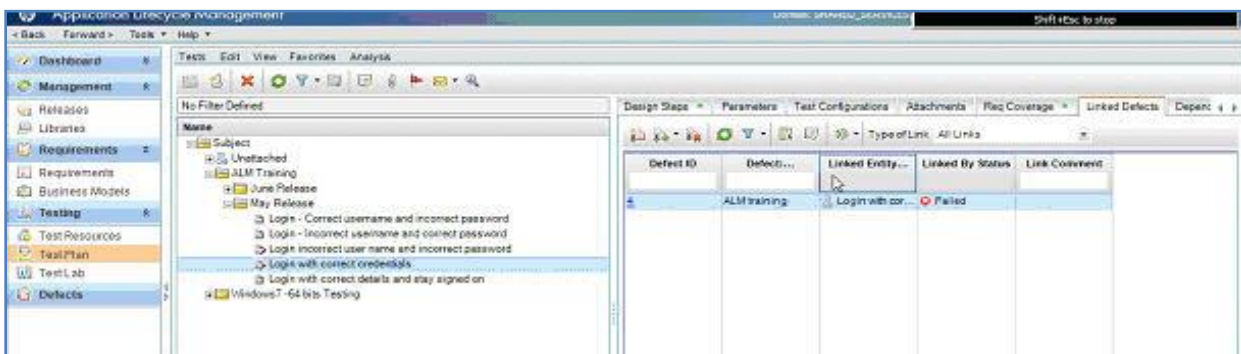 Application Lifecycle Management
Domain: SHARED_SERVICES
Shift+Esc to stop
<Back Forward> Tools Help
Dashboard
Management
Releases
Libraries
Requirements
Requirements
Business Models
Testing
Test Resources
Test Plan
Test Lab
Defects
Tests Edit View Favorites Analysis
No Filter Defined
Name
Subject
Unattached
ALM Training
June Release
May Release
Login - Correct username and incorrect password
Login - Incorrect username and correct password
Login incorrect user name and incorrect password
Login with correct credentials
Login with correct details and stay signed on
Windows7 -64 bits Testing
Design Steps Parameters Test Configurations Attachments Req Coverage Linked Defects
Type of Link All Links
Defect ID Defect:... Linked Entity... Linked By Status Link Comment
4 ALM training Login with cor... Failed